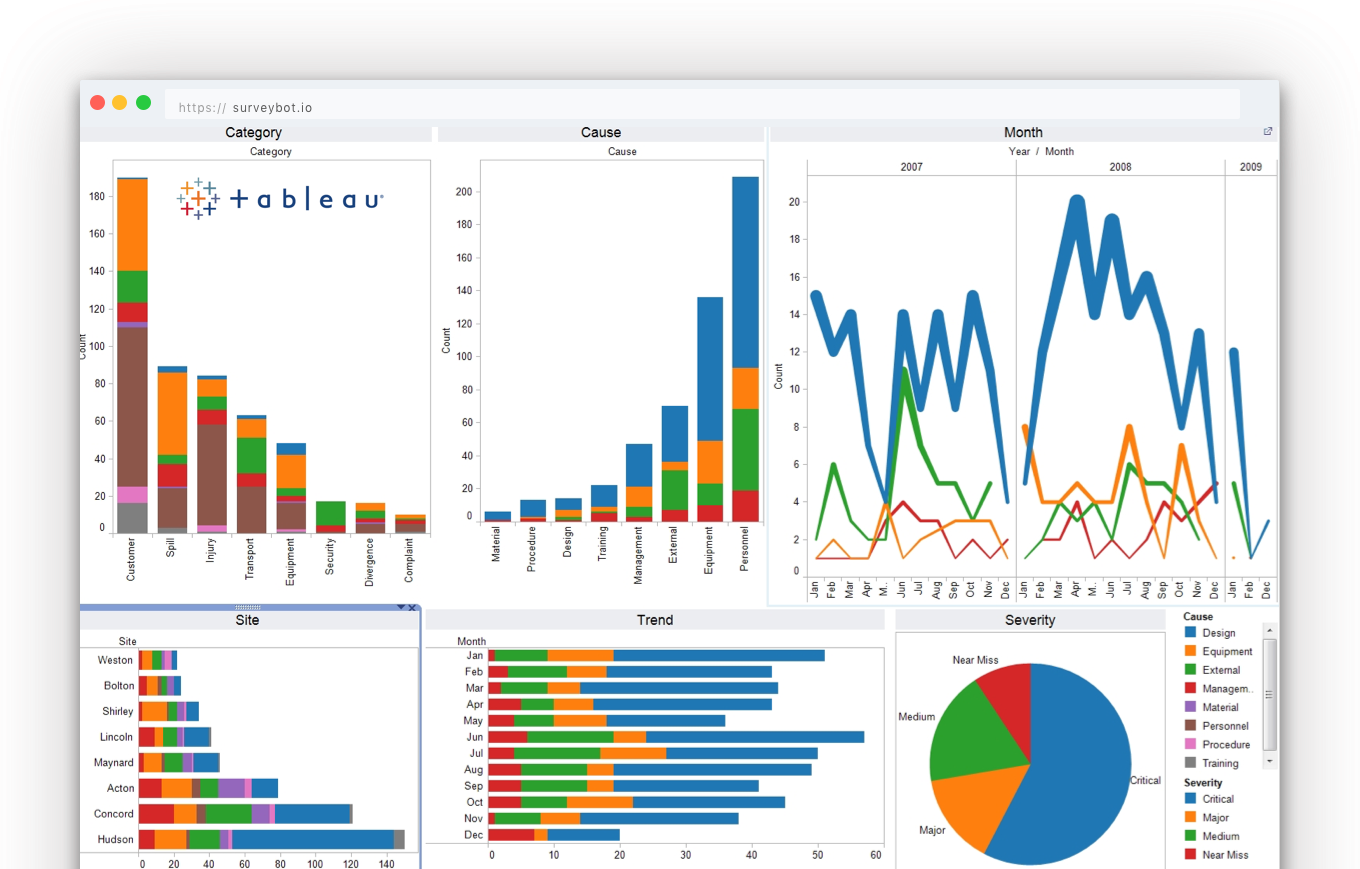 https:// surveybot.io
Category
Category
+ a b l e a u
Count
180
160
140
120
100
80
60
40
20
0
Customer
Spill
Injury
Transport
Equipment
Security
Divergence
Complaint
Cause
Cause
Count
200
180
160
140
120
100
80
60
40
20
0
Material
Procedure
Design
Training
Management
External
Equipment
Personnel
Month
Year / Month
2007 2008 2009
Count
20
18
16
14
12
10
8
6
4
2
0
Jan Feb Mar Apr M.. Jun Jul Aug Sep Oct Nov Dec Jan Feb Mar Apr M.. Jun Jul Aug Sep Oct Nov Dec Jan Feb Dec
Site
Site
Weston
Bolton
Shirley
Lincoln
Maynard
Acton
Concord
Hudson
0 20 40 60 80 100 120 140
Trend
Month
Jan
Feb
Mar
Apr
May
Jun
Jul
Aug
Sep
Oct
Nov
Dec
0 10 20 30 40 50 60
Severity
Near Miss
Medium
Critical
Major
Cause
Design
Equipment
External
Managem..
Material
Personnel
Procedure
Training
Severity
Critical
Major
Medium
Near Miss